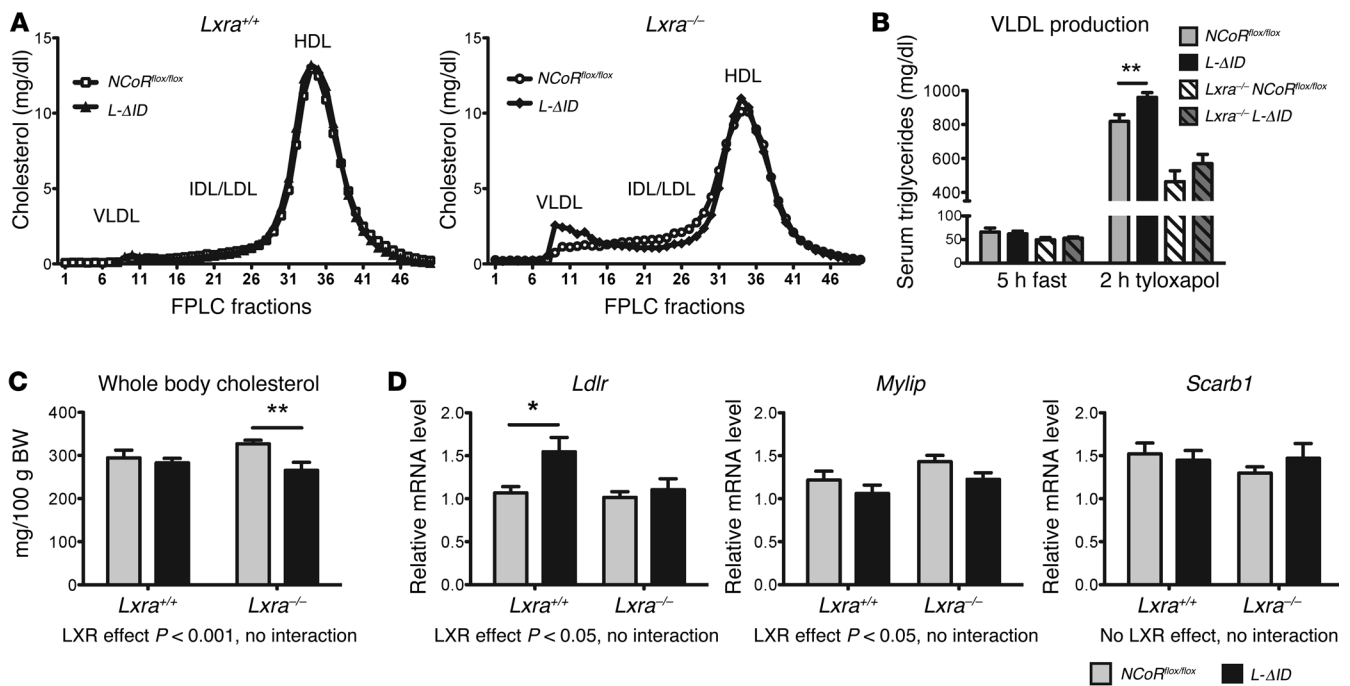 A
Lxra+/+
Cholesterol (mg/dl)
15
10
5
0
NCoRflox/flox
L-ΔID
HDL
VLDL
IDL/LDL
1 6 11 16 21 26 31 36 41 46
FPLC fractions
Lxra–/–
Cholesterol (mg/dl)
15
10
5
0
NCoRflox/flox
L-ΔID
HDL
VLDL
IDL/LDL
1 6 11 16 21 26 31 36 41 46
FPLC fractions
B
VLDL production
NCoRflox/flox
L-ΔID
Lxra–/– NCoRflox/flox
Lxra–/– L-ΔID
**
Serum triglycerides (mg/dl)
1000
800
600
400
100
50
0
5 h fast 2 h tyloxapol
C
Whole body cholesterol
mg/100 g BW
400
300
200
100
0
**
Lxra+/+ Lxra–/–
LXR effect P < 0.001, no interaction
D
Ldlr
Relative mRNA level
2.0
1.5
1.0
0.5
0.0
*
Lxra+/+ Lxra–/–
LXR effect P < 0.05, no interaction
Mylip
Relative mRNA level
2.0
1.5
1.0
0.5
0.0
Lxra+/+ Lxra–/–
LXR effect P < 0.05, no interaction
Scarb1
Relative mRNA level
2.0
1.5
1.0
0.5
0.0
Lxra+/+ Lxra–/–
No LXR effect, no interaction
NCoRflox/flox L-ΔID